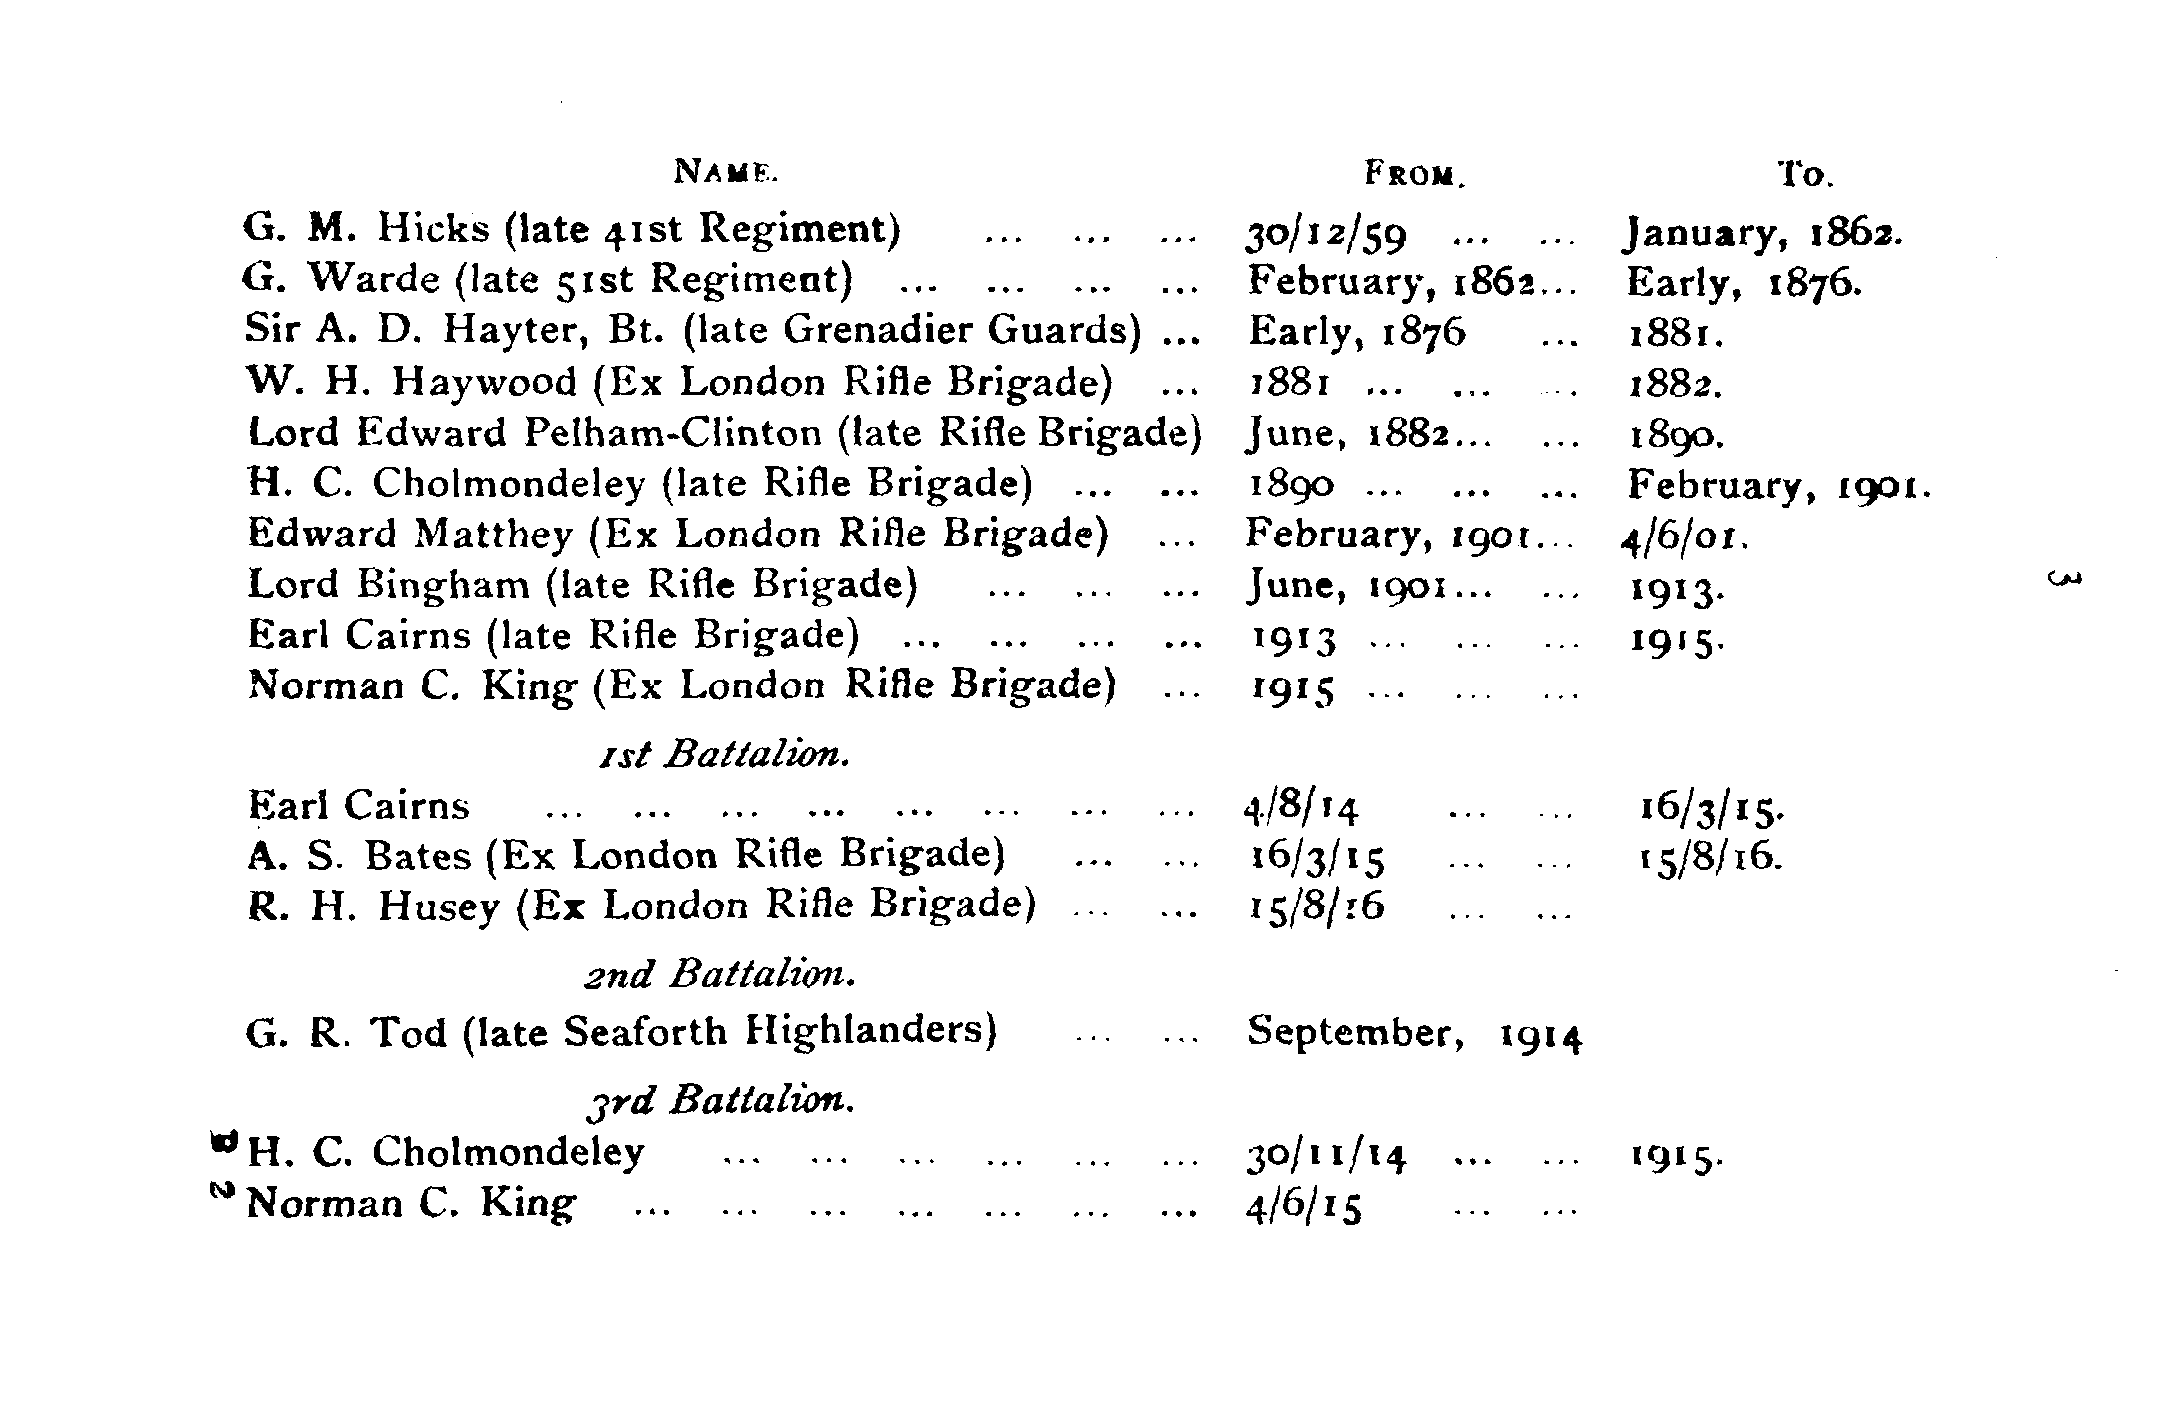 NAME. FROM. TO.
G. M. Hicks (late 41st Regiment) ... ... ... 30/12/59 ... ... January, 1862.
G. Warde (late 51st Regiment) ... ... ... ... February, 1862... Early, 1876.
Sir A. D. Hayter, Bt. (late Grenadier Guards) ... Early, 1876 ... 1881.
W. H. Haywood (Ex London Rifle Brigade) ... 1881 ... ... ... 1882.
Lord Edward Pelham-Clinton (late Rifle Brigade) June, 1882... ... 1890.
H. C. Cholmondeley (late Rifle Brigade) ... ... 1890 ... ... ... February, 1901.
Edward Matthey (Ex London Rifle Brigade) ... February, 1901... 4/6/01.
Lord Bingham (late Rifle Brigade) ... ... ... June, 1901... ... 1913.
Earl Cairns (late Rifle Brigade) ... ... ... ... 1913 ... ... ... 1915.
Norman C. King (Ex London Rifle Brigade) ... 1915 ... ... ...
1st Battalion.
Earl Cairns ... ... ... ... ... ... ... ... 4/8/14 ... ... 16/3/15.
A. S. Bates (Ex London Rifle Brigade) ... ... 16/3/15 ... ... 15/8/16.
R. H. Husey (Ex London Rifle Brigade) ... ... 15/8/16 ... ...
2nd Battalion.
G. R. Tod (late Seaforth Highlanders) ... ... September, 1914
3rd Battalion.
H. C. Cholmondeley ... ... ... ... ... ... 30/11/14 ... ... 1915.
Norman C. King ... ... ... ... ... ... ... 4/6/15 ... ...
3
B 2